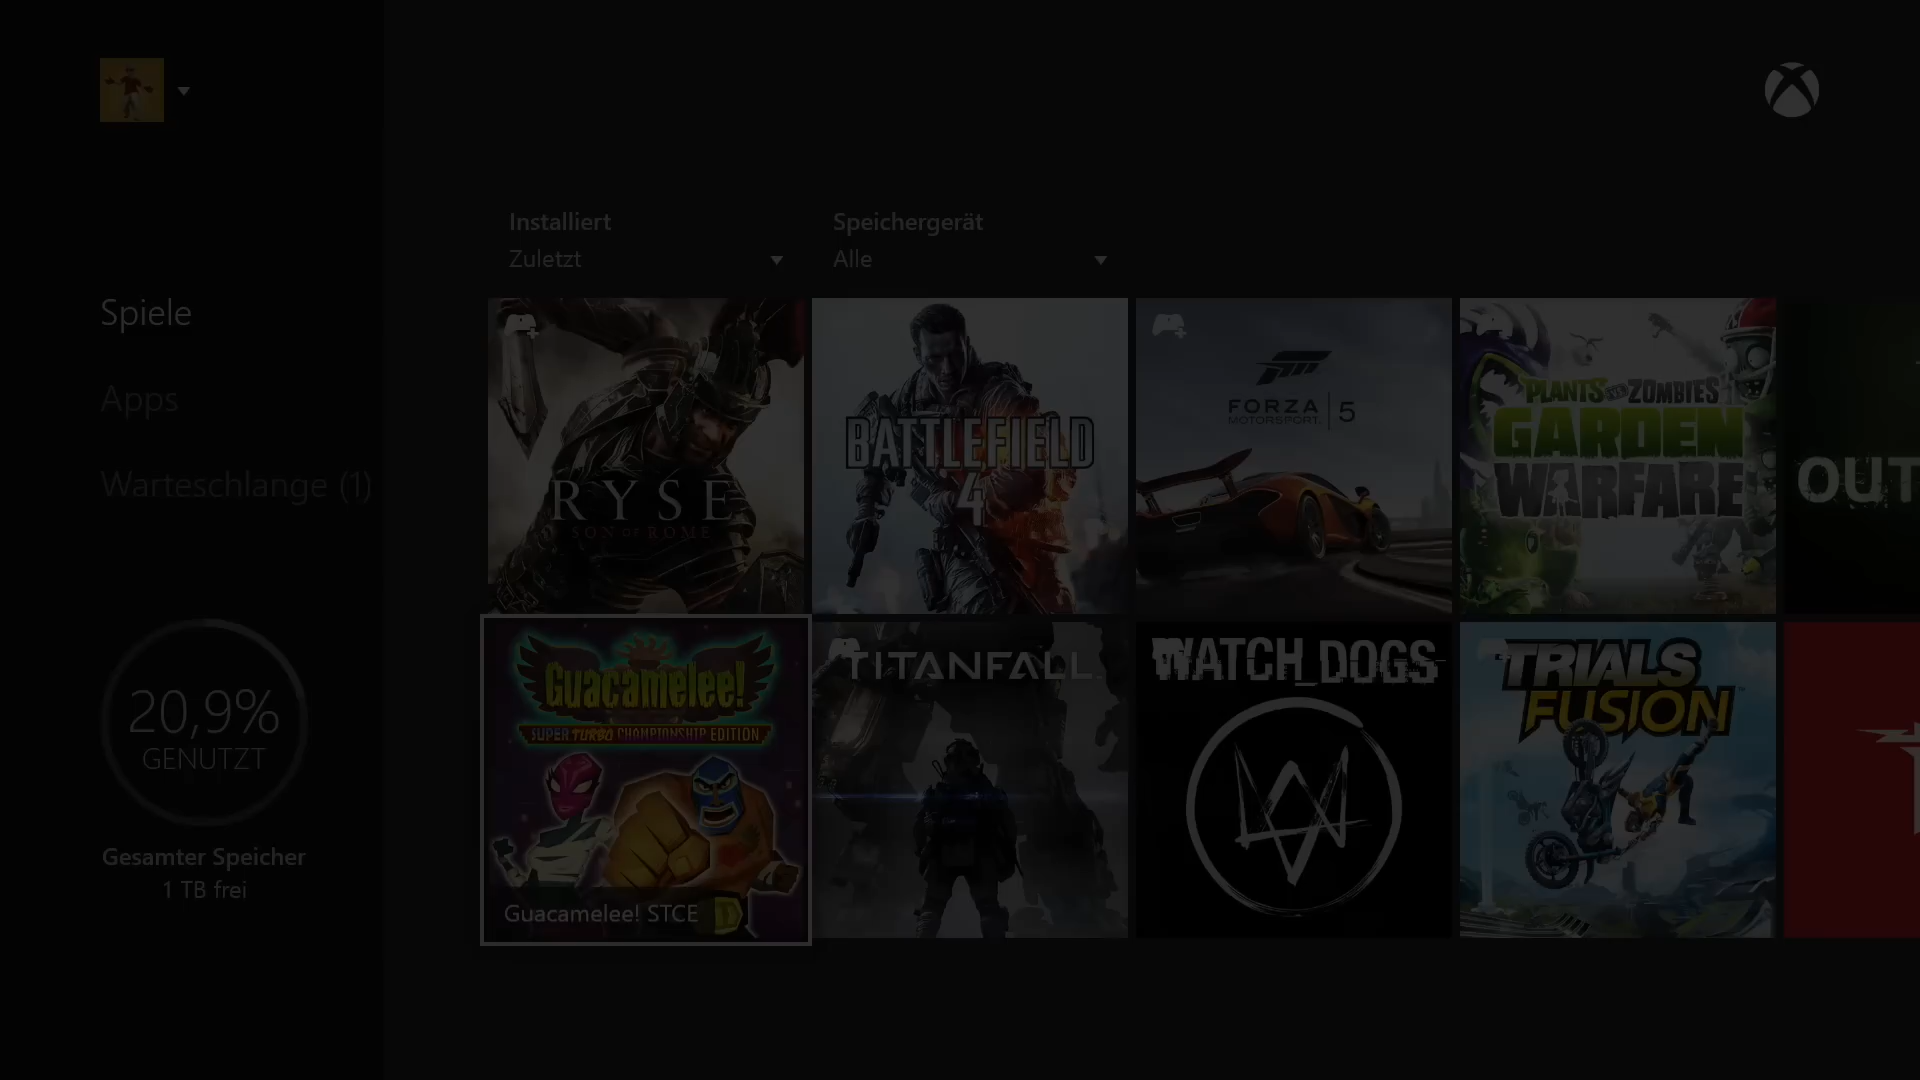 Installiert
Zuletzt
Speichergerät
Alle
Spiele
Apps
Warteschlange (1)
20,9%
GENUTZT
Gesamter Speicher
1 TB frei
RYSE
SON OF ROME
BATTLEFIELD
4
FORZA
MOTORSPORT
5
PLANTS VS ZOMBIES
GARDEN
WARFARE
OUT
Guacamelee!
SUPER TURBO CHAMPIONSHIP EDITION
Guacamelee! STCE
TITANFALL
WATCH_DOGS
TRIALS
FUSION